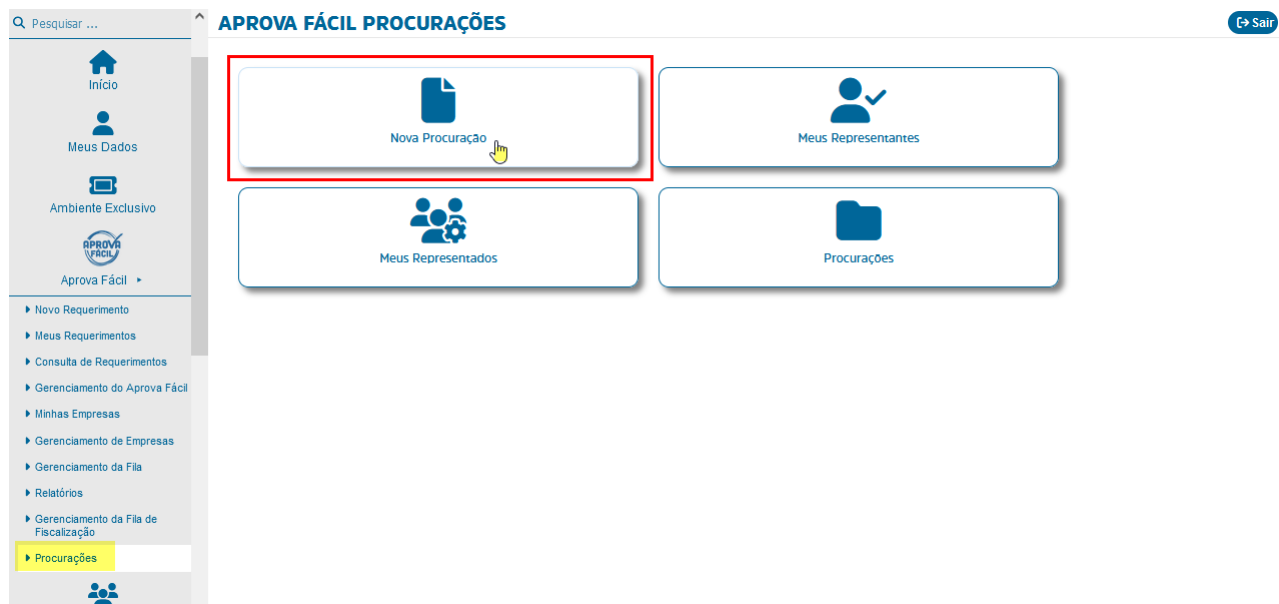 Pesquisar ...
APROVA FÁCIL PROCURAÇÕES
Sair
Início
Meus Dados
Ambiente Exclusivo
APROVA
FÁCIL
Aprova Fácil
Novo Requerimento
Meus Requerimentos
Consulta de Requerimentos
Gerenciamento do Aprova Fácil
Minhas Empresas
Gerenciamento de Empresas
Gerenciamento da Fila
Relatórios
Gerenciamento da Fila de
Fiscalização
Procurações
Nova Procuração
Meus Representantes
Meus Representados
Procurações